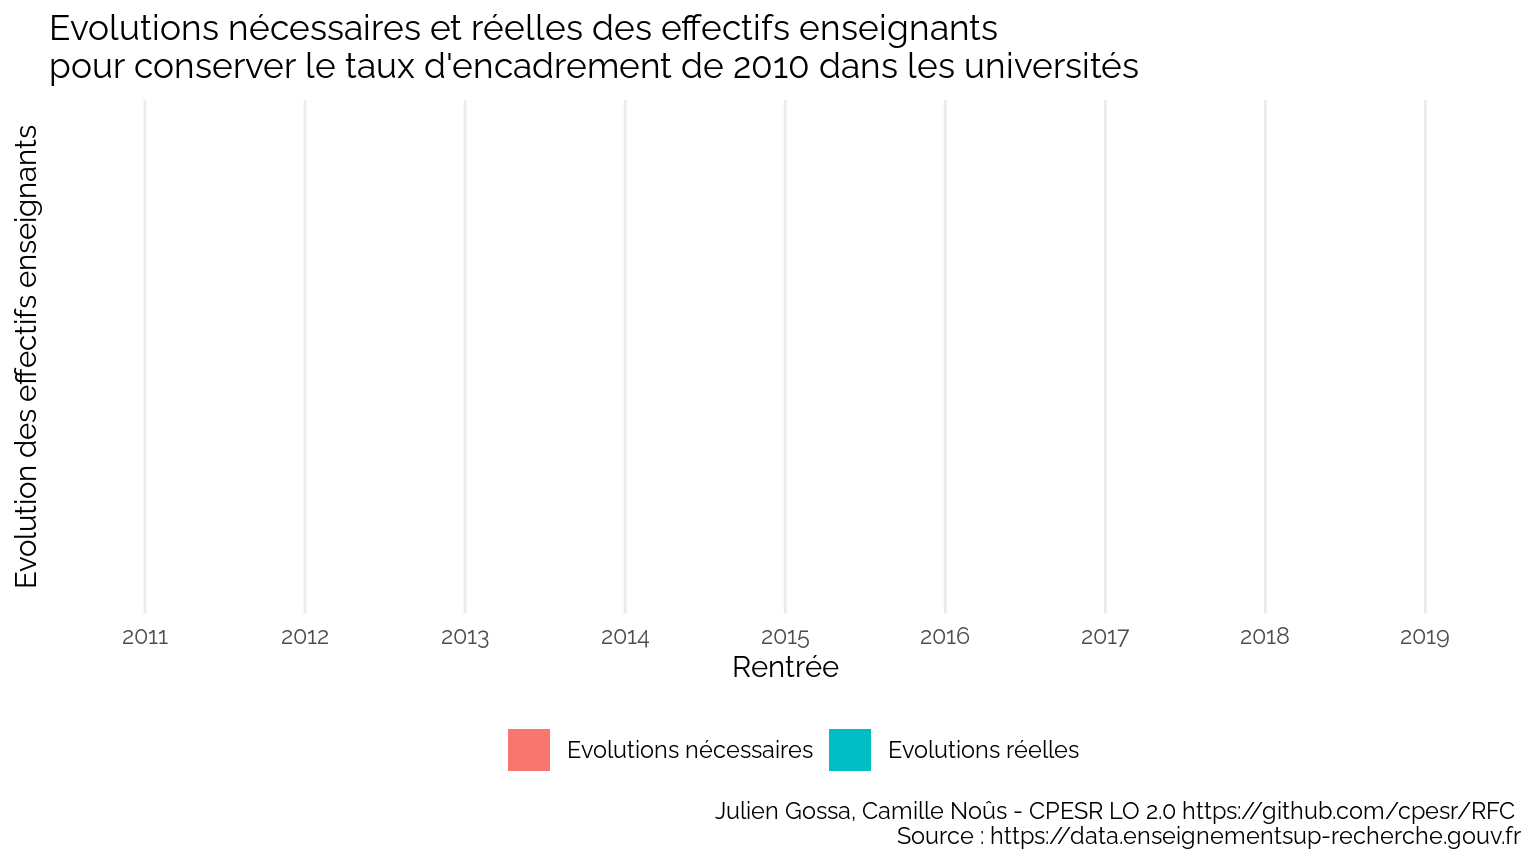 Evolutions nécessaires et réelles des effectifs enseignants
pour conserver le taux d'encadrement de 2010 dans les universités
Evolution des effectifs enseignants
2011 2012 2013 2014 2015 2016 2017 2018 2019
Rentrée
Evolutions nécessaires Evolutions réelles
Julien Gossa, Camille Noûs - CPESR LO 2.0 https://github.com/cpesr/RFC
Source : https://data.enseignementsup-recherche.gouv.fr